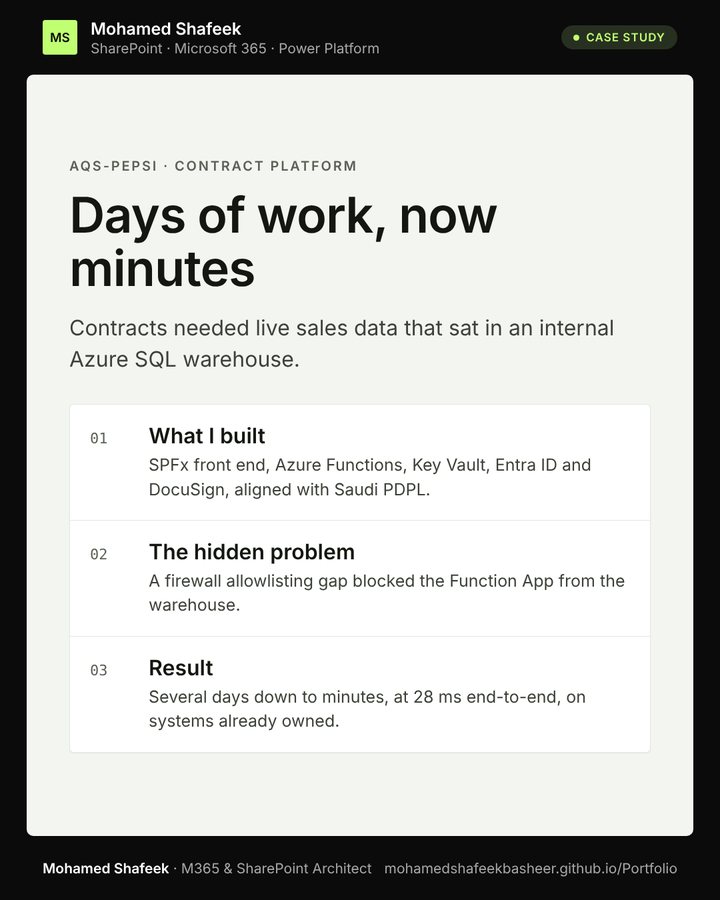 MS
Mohamed Shafeek
SharePoint · Microsoft 365 · Power Platform
CASE STUDY
AQS-PEPSI · CONTRACT PLATFORM
Days of work, now
minutes
Contracts needed live sales data that sat in an internal
Azure SQL warehouse.
01
What I built
SPFx front end, Azure Functions, Key Vault, Entra ID and
DocuSign, aligned with Saudi PDPL.
02
The hidden problem
A firewall allowlisting gap blocked the Function App from the
warehouse.
03
Result
Several days down to minutes, at 28 ms end-to-end, on
systems already owned.
Mohamed Shafeek · M365 & SharePoint Architect
mohamedshafeekbasheer.github.io/Portfolio